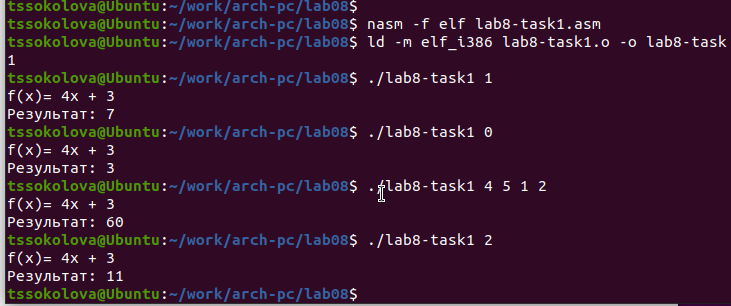 tssokolova@Ubuntu:~/work/arch-pc/lab08$
tssokolova@Ubuntu:~/work/arch-pc/lab08$ nasm -f elf lab8-task1.asm
tssokolova@Ubuntu:~/work/arch-pc/lab08$ ld -m elf_i386 lab8-task1.o -o lab8-task
1
tssokolova@Ubuntu:~/work/arch-pc/lab08$ ./lab8-task1 1
f(x)= 4x + 3
Результат: 7
tssokolova@Ubuntu:~/work/arch-pc/lab08$ ./lab8-task1 0
f(x)= 4x + 3
Результат: 3
tssokolova@Ubuntu:~/work/arch-pc/lab08$ ./lab8-task1 4 5 1 2
f(x)= 4x + 3
Результат: 60
tssokolova@Ubuntu:~/work/arch-pc/lab08$ ./lab8-task1 2
f(x)= 4x + 3
Результат: 11
tssokolova@Ubuntu:~/work/arch-pc/lab08$